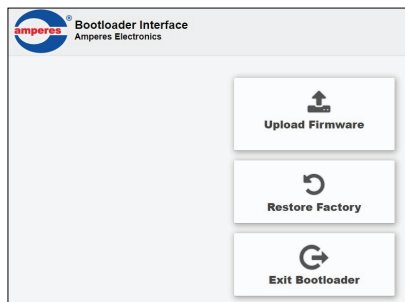 amperes®
Bootloader Interface
Amperes Electronics
Upload Firmware
Restore Factory
Exit Bootloader